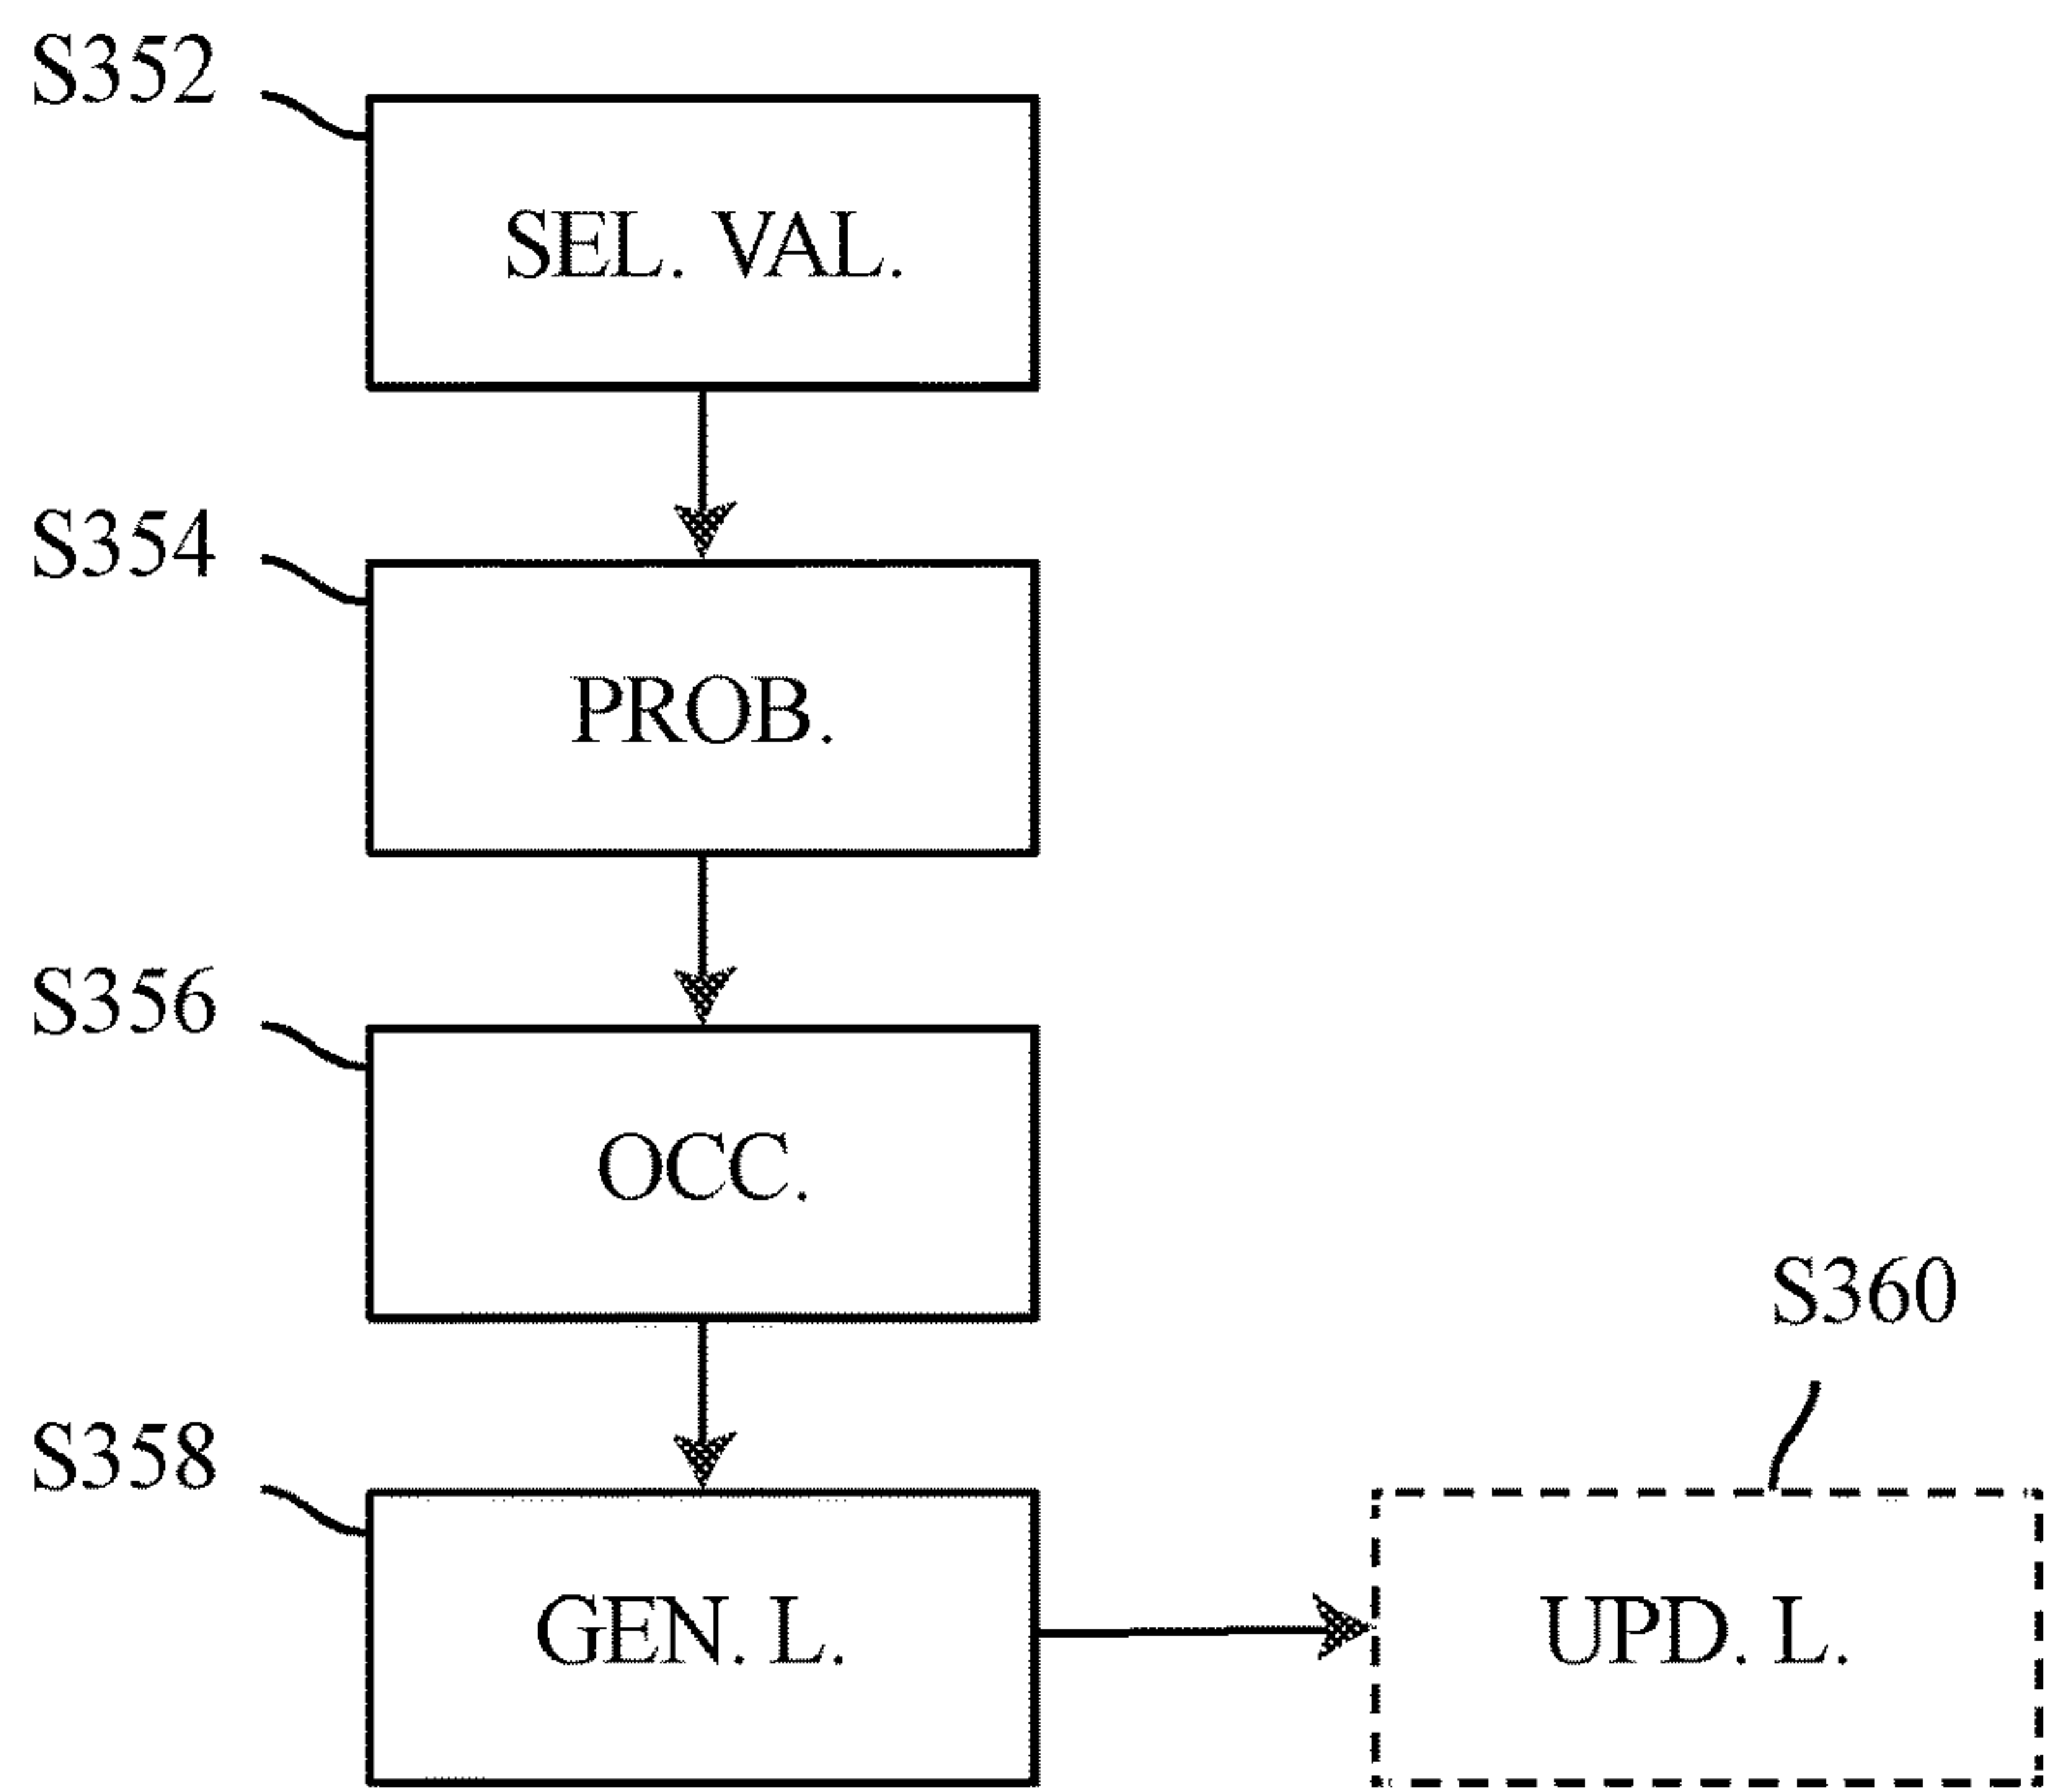 S352
SEL. VAL.
S354
PROB.
S356
OCC.
S358
GEN. L.
S360
UPD. L.